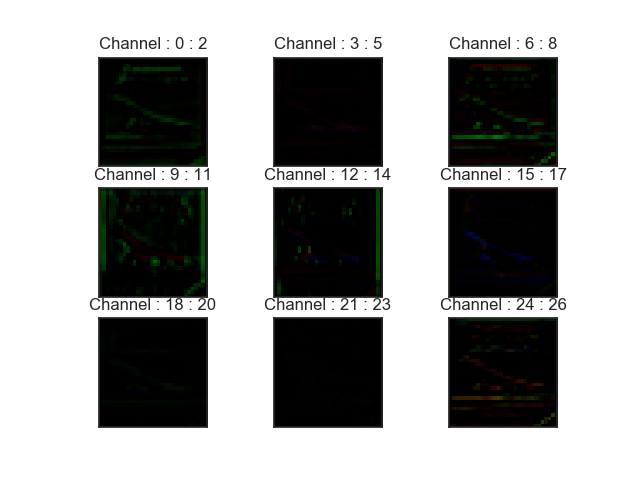 Channel : 0 : 2
Channel : 3 : 5
Channel : 6 : 8
Channel : 9 : 11
Channel : 12 : 14
Channel : 15 : 17
Channel : 18 : 20
Channel : 21 : 23
Channel : 24 : 26